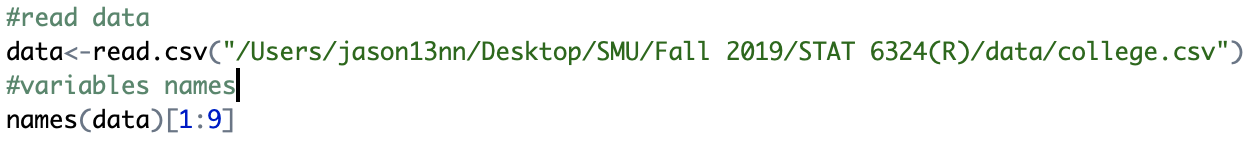 #read data
data<-read.csv("/Users/jason13nn/Desktop/SMU/Fall 2019/STAT 6324(R)/data/college.csv")
#variables names
names(data)[1:9]